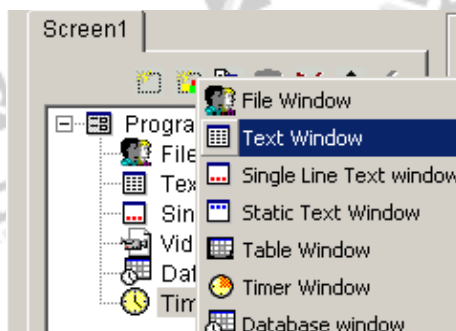 Screen1
File Window
Progra
Text Window
File
Tex
Single Line Text window
Sin
Static Text Window
Vid
Table Window
Dat
Timer Window
Tim
Database window